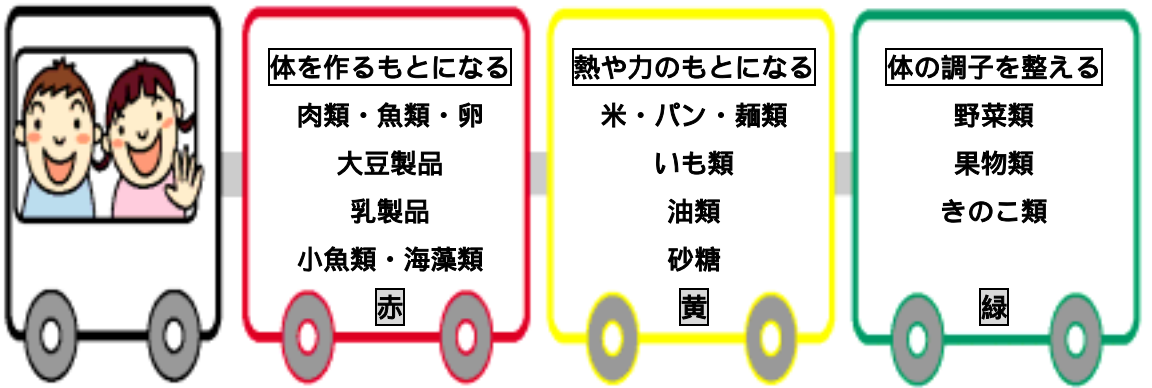 体を作るもとになる
肉類・魚類・卵
大豆製品
乳製品
小魚類・海藻類
赤
熱や力のもとになる
米・パン・麺類
いも類
油類
砂糖
黄
体の調子を整える
野菜類
果物類
きのこ類
緑